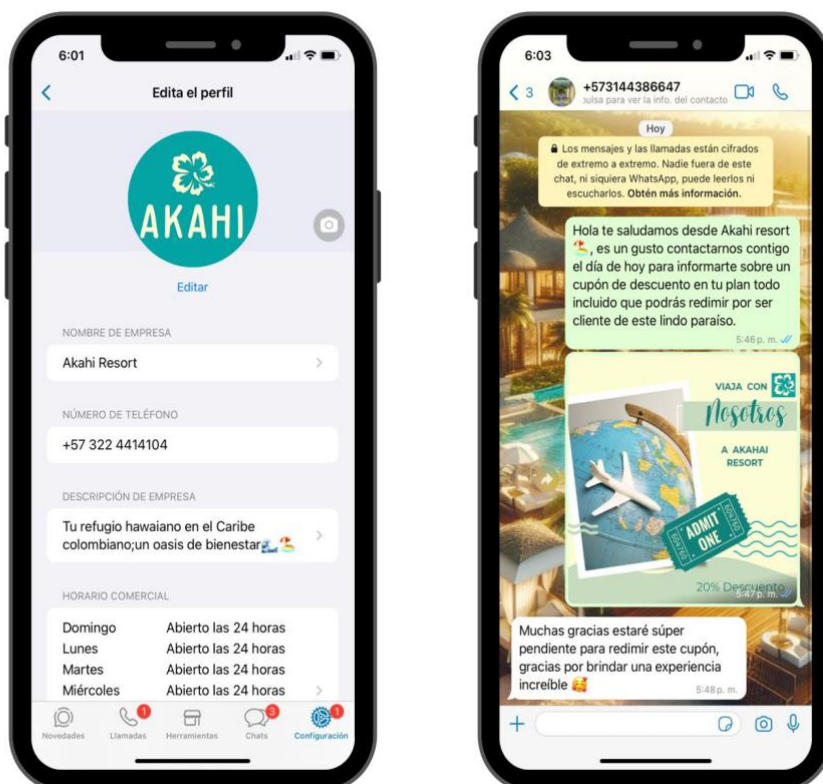 6:01
Edita el perfil
AKAHI
Editar
NOMBRE DE EMPRESA
Akahi Resort
NÚMERO DE TELÉFONO
+57 322 4414104
DESCRIPCIÓN DE EMPRESA
Tu refugio hawaiano en el Caribe
colombiano;un oasis de bienestar🌊🏖️
HORARIO COMERCIAL
Domingo Abierto las 24 horas
Lunes Abierto las 24 horas
Martes Abierto las 24 horas
Miércoles Abierto las 24 horas
1
3
1
Novedades Llamadas Herramientas Chats Configuración
6:03
3
+573144386647
pulsa para ver la info. del contacto
Hoy
Los mensajes y las llamadas están cifrados
de extremo a extremo. Nadie fuera de este
chat, ni siquiera WhatsApp, puede leerlos ni
escucharlos. Obtén más información.
Hola te saludamos desde Akahi resort
🏖️, es un gusto contactarnos contigo
el día de hoy para informarte sobre un
cupón de descuento en tu plan todo
incluido que podrás redimir por ser
cliente de este lindo paraíso.
5:46 p. m.
VIAJA CON
Nosotros
A AKAHAI
RESORT
ADMIT
ONE
604760
604760
20% Descuento
5:47 p. m.
Muchas gracias estaré súper
pendiente para redimir este cupón,
gracias por brindar una experiencia
increíble 🥰
5:48 p. m.